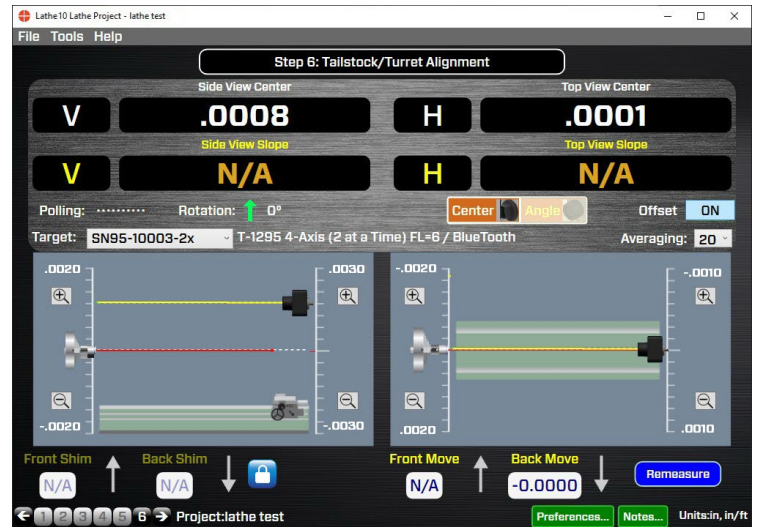 Lathe10 Lathe Project - lathe test
File Tools Help
Step 6: Tailstock/Turret Alignment
Side View Center Top View Center
V .0008 H .0001
Side View Slope Top View Slope
V N/A H N/A
Polling: .......... Rotation: 0° Center Angle Offset ON
Target: SN95-10003-2x T-1295 4-Axis (2 at a Time) FL=6 / BlueTooth Averaging: 20
.0020 .0030 -.0020 -.0010
-.0020 -.0030 .0020 .0010
Front Shim Back Shim Front Move Back Move
N/A N/A N/A -0.0000 Remeasure
1 2 3 4 5 6 Project:lathe test Preferences... Notes... Units:in, in/ft